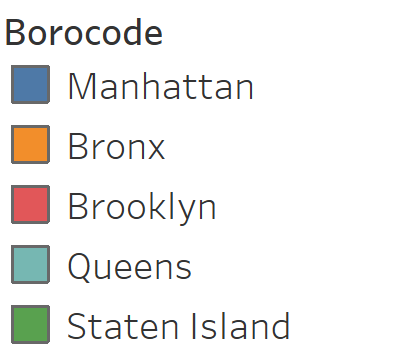 Borocode
Manhattan
Bronx
Brooklyn
Queens
Staten Island